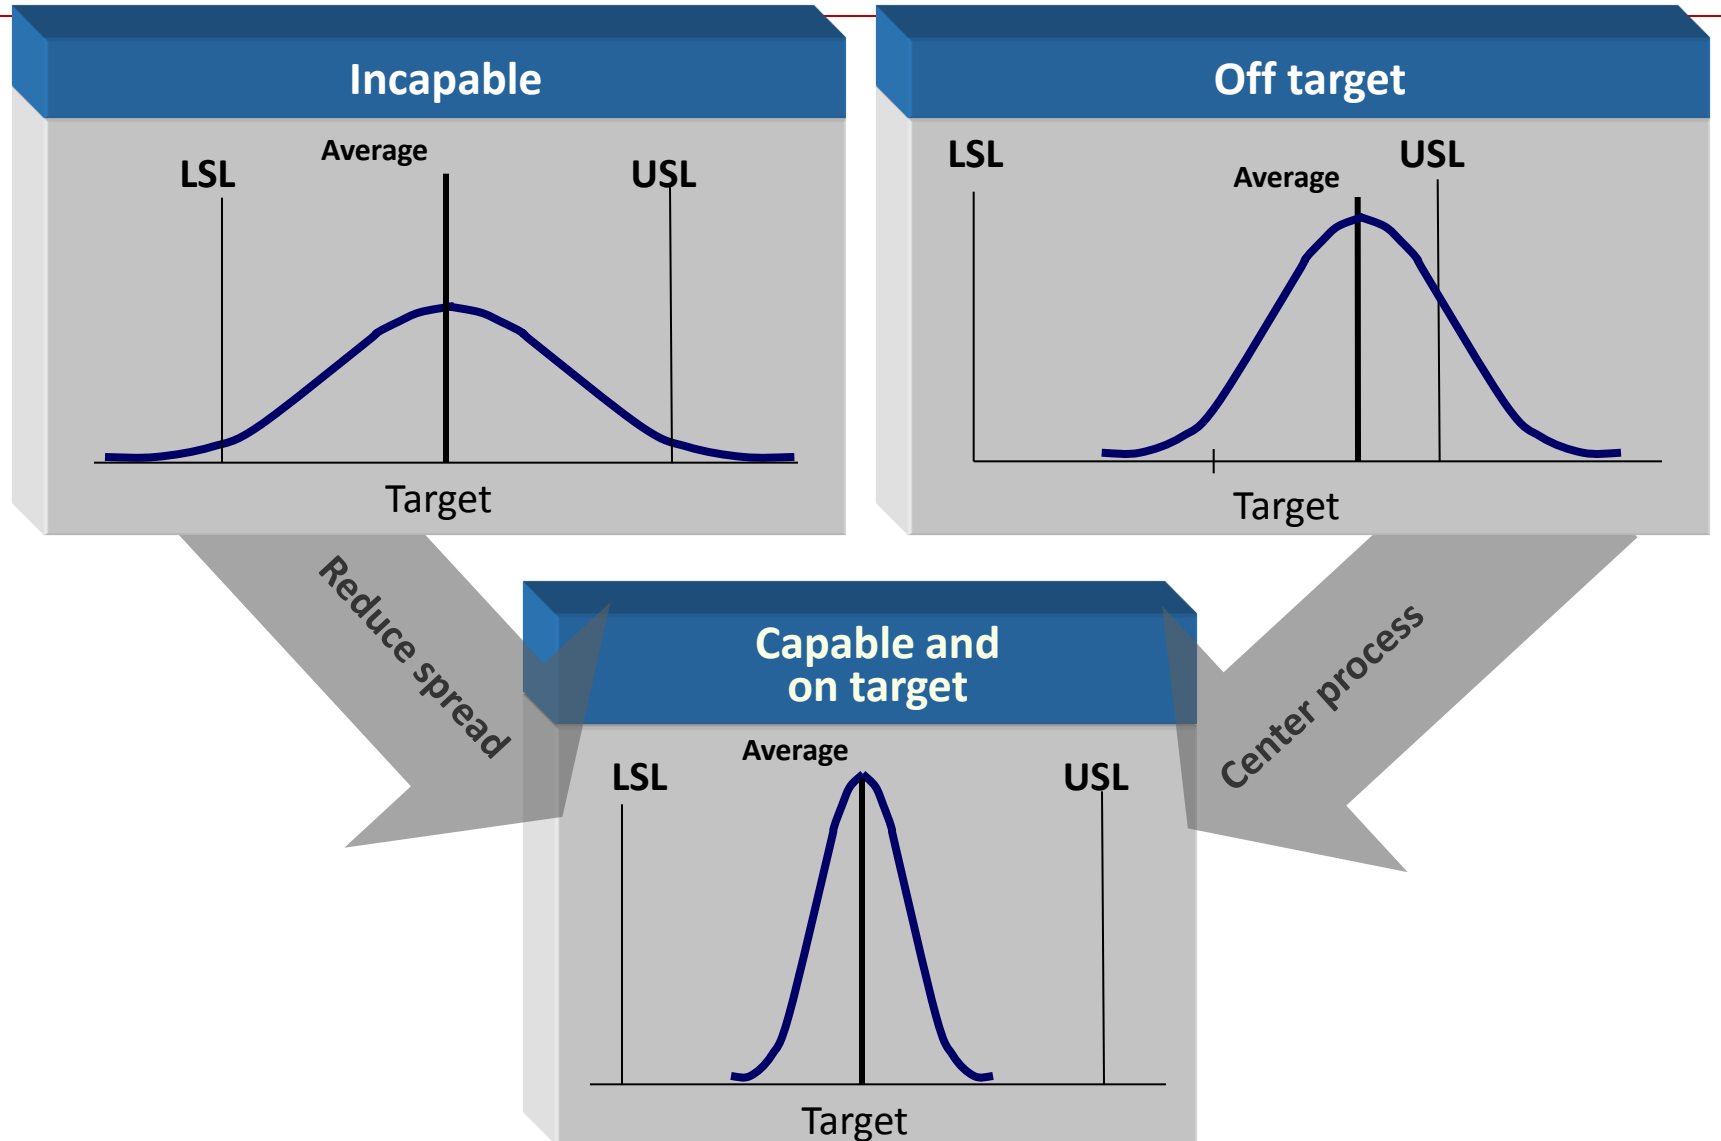 Incapable
LSL
Average
USL
Target
Off target
LSL
Average
USL
Target
Reduce spread
Center process
Capable and
on target
LSL
Average
USL
Target